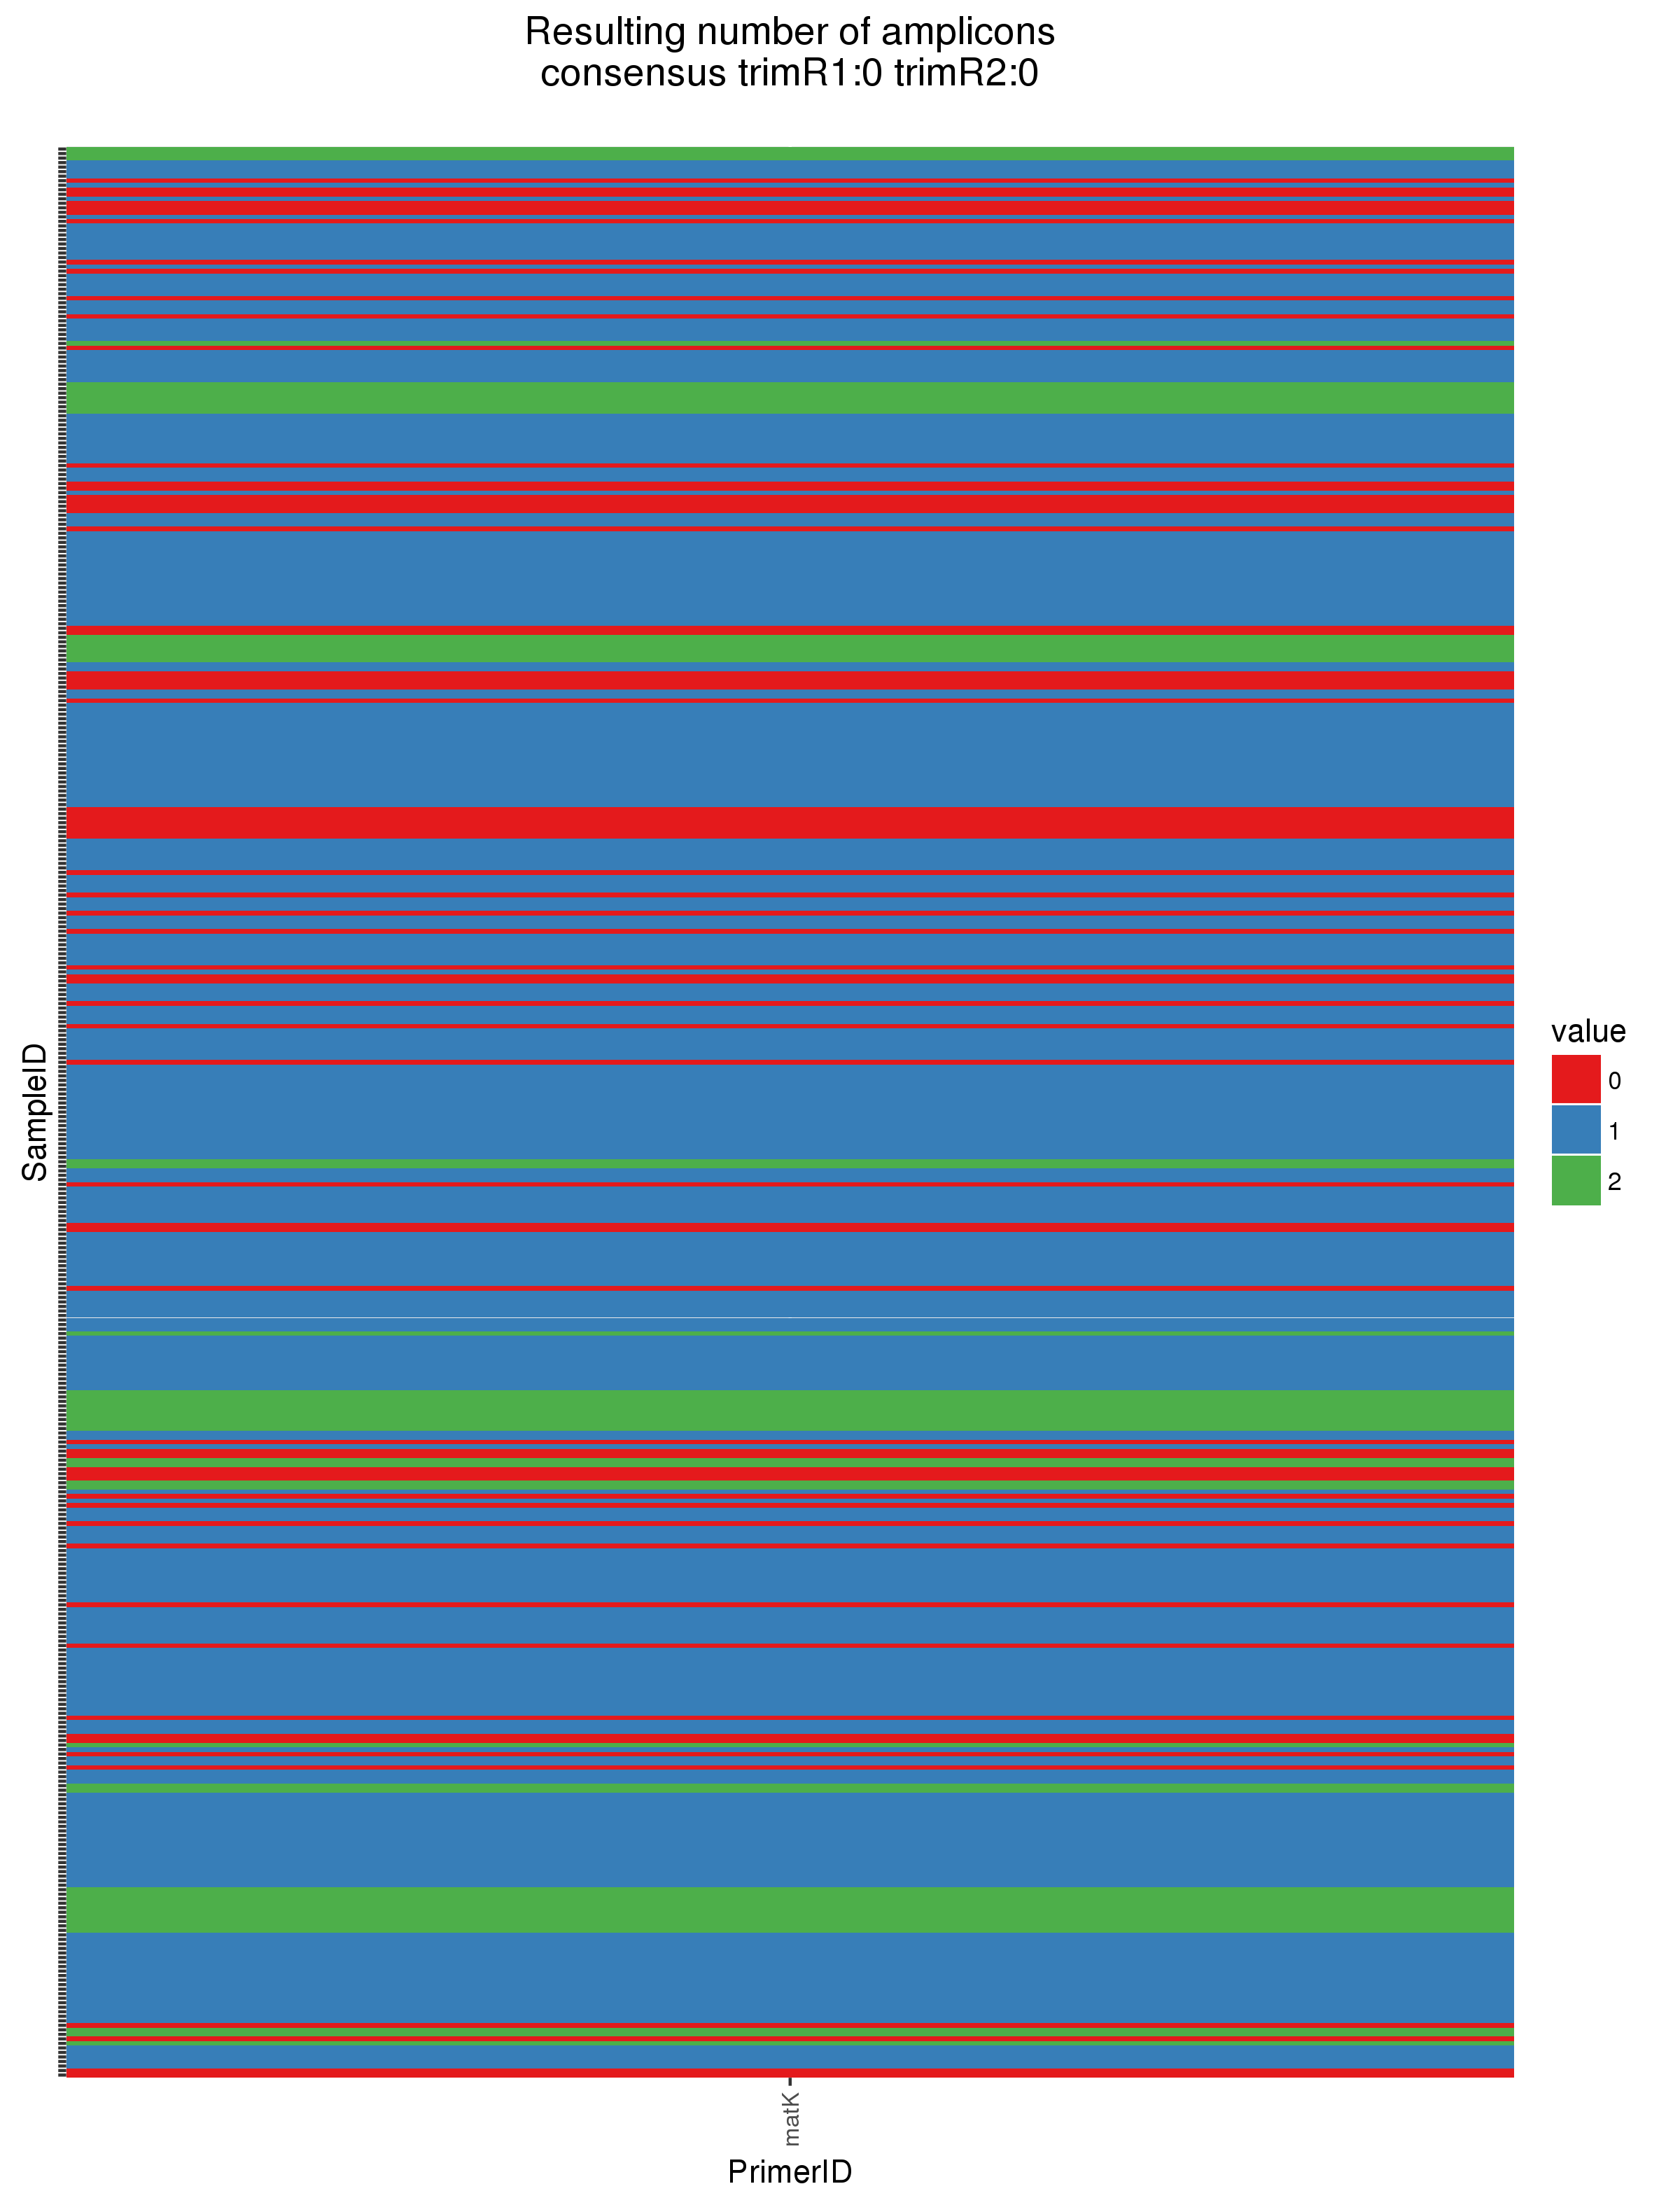 Resulting number of amplicons
consensus trimR1:0 trimR2:0
SampleID
value
0
1
2
matK
PrimerID